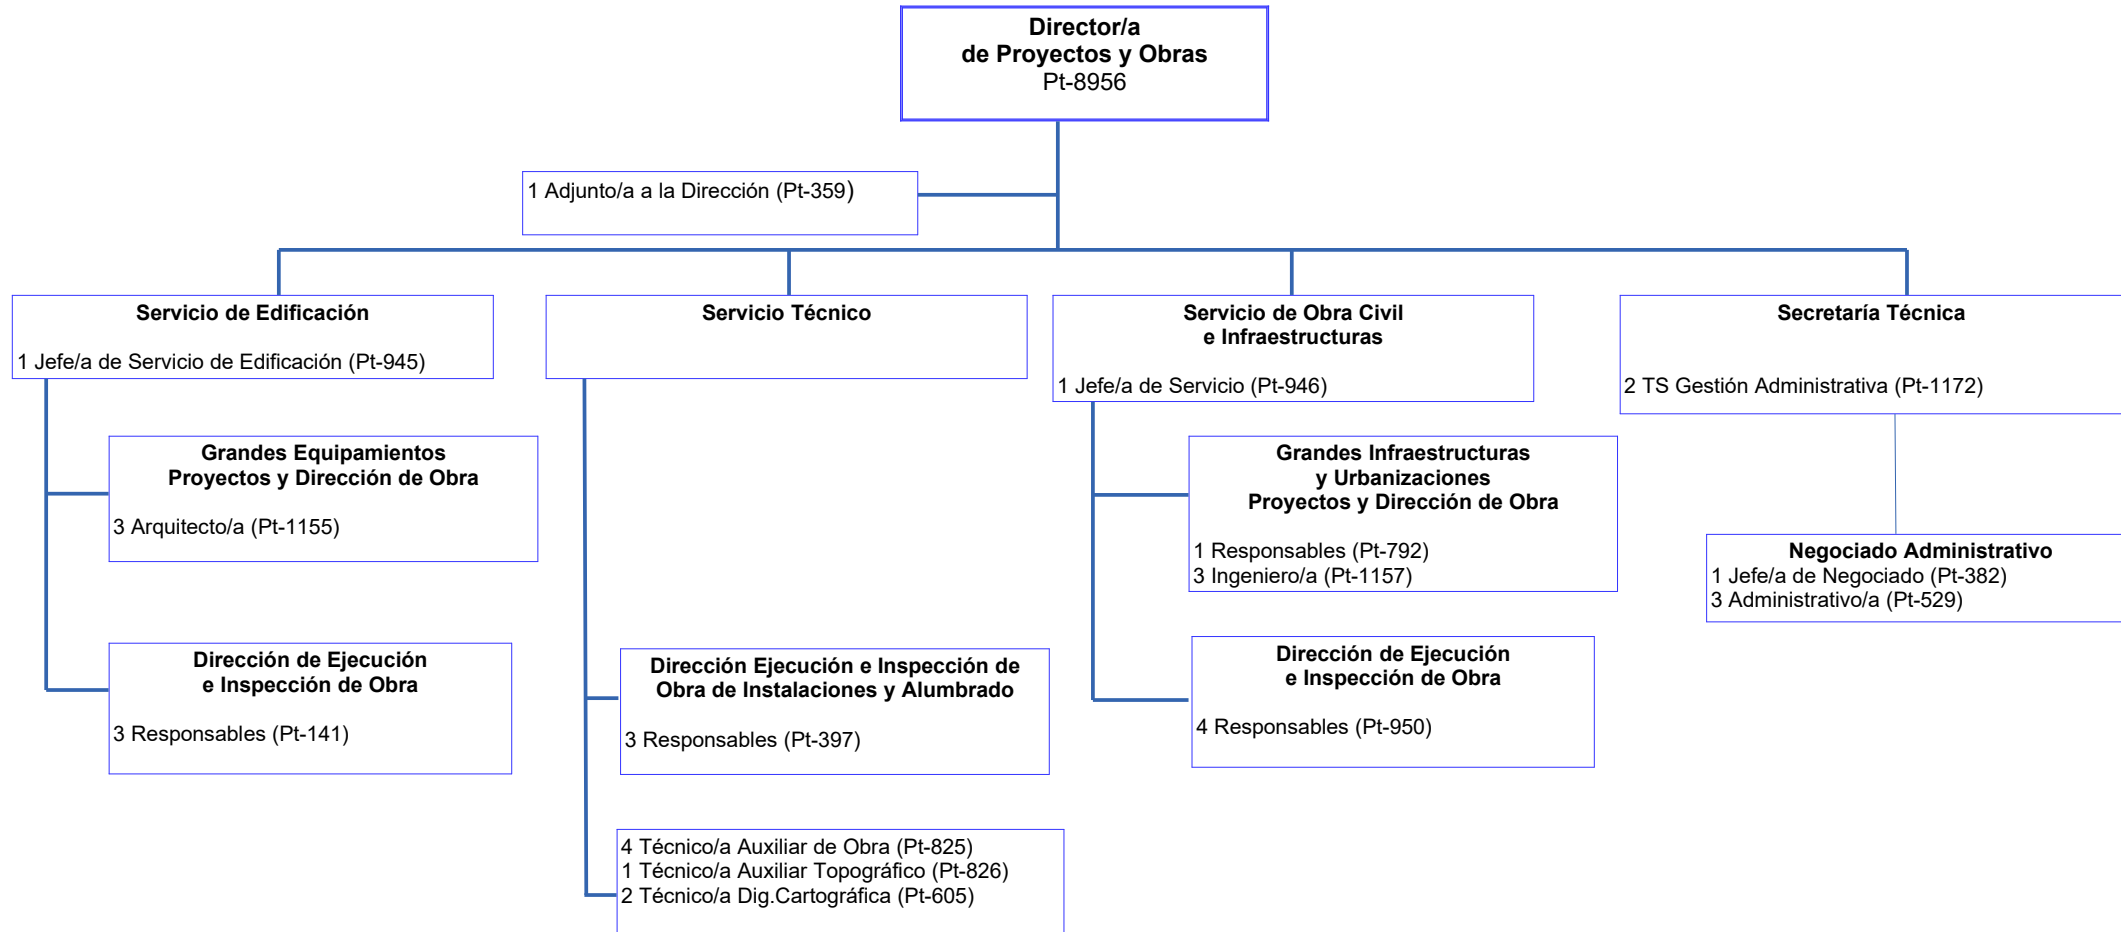 Director/a
de Proyectos y Obras
Pt-8956
1 Adjunto/a a la Dirección (Pt-359)
Servicio de Edificación
1 Jefe/a de Servicio de Edificación (Pt-945)
Grandes Equipamientos
Proyectos y Dirección de Obra
3 Arquitecto/a (Pt-1155)
Dirección de Ejecución
e Inspección de Obra
3 Responsables (Pt-141)
Servicio Técnico
Dirección Ejecución e Inspección de
Obra de Instalaciones y Alumbrado
3 Responsables (Pt-397)
4 Técnico/a Auxiliar de Obra (Pt-825)
1 Técnico/a Auxiliar Topográfico (Pt-826)
2 Técnico/a Dig.Cartográfica (Pt-605)
Servicio de Obra Civil
e Infraestructuras
1 Jefe/a de Servicio (Pt-946)
Grandes Infraestructuras
y Urbanizaciones
Proyectos y Dirección de Obra
1 Responsables (Pt-792)
3 Ingeniero/a (Pt-1157)
Dirección de Ejecución
e Inspección de Obra
4 Responsables (Pt-950)
Secretaría Técnica
2 TS Gestión Administrativa (Pt-1172)
Negociado Administrativo
1 Jefe/a de Negociado (Pt-382)
3 Administrativo/a (Pt-529)